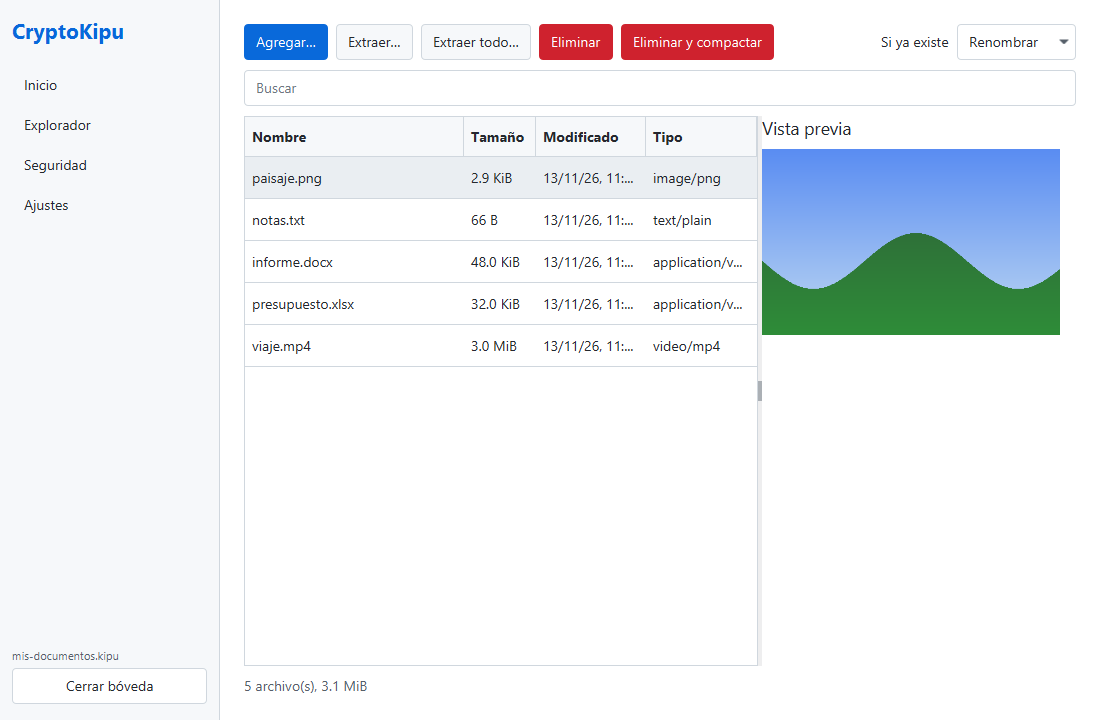 CryptoKipu
Inicio
Explorador
Seguridad
Ajustes
mis-documentos.kipu
Cerrar bóveda
Agregar... Extraer... Extraer todo... Eliminar Eliminar y compactar Si ya existe Renombrar
Buscar
Nombre Tamaño Modificado Tipo
paisaje.png 2.9 KiB 13/11/26, 11:... image/png
notas.txt 66 B 13/11/26, 11:... text/plain
informe.docx 48.0 KiB 13/11/26, 11:... application/v...
presupuesto.xlsx 32.0 KiB 13/11/26, 11:... application/v...
viaje.mp4 3.0 MiB 13/11/26, 11:... video/mp4
5 archivo(s), 3.1 MiB
Vista previa